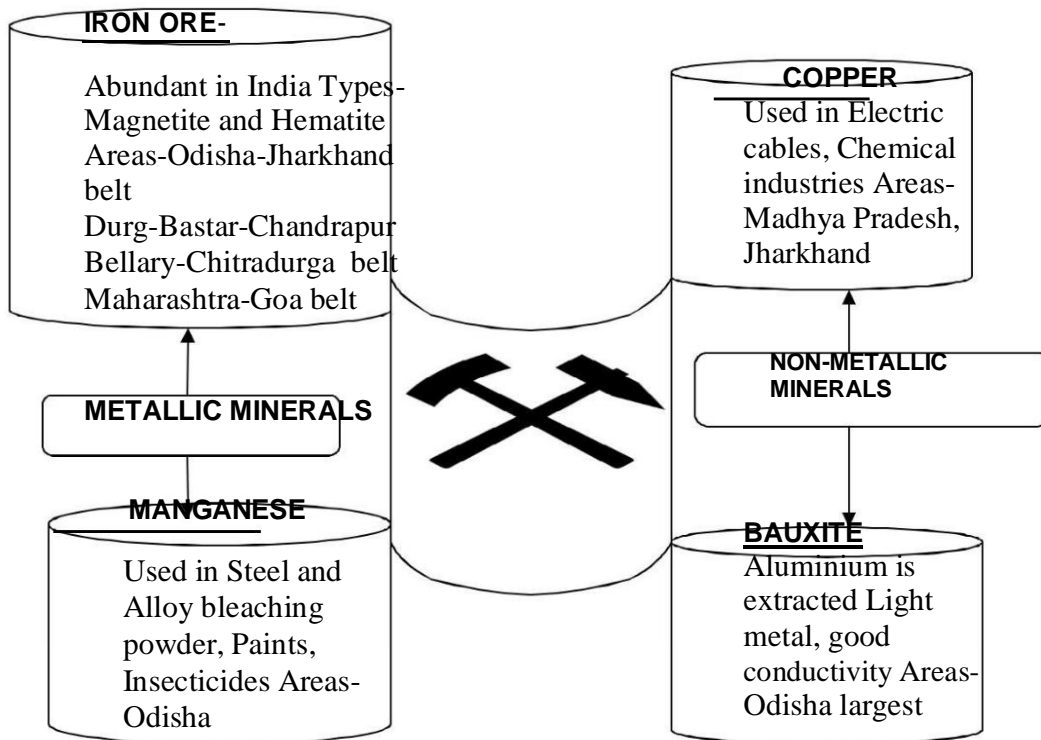 IRON ORE-
Abundant in India Types-
Magnetite and Hematite
Areas-Odisha-Jharkhand
belt
Durg-Bastar-Chandrapur
Bellary-Chitradurga belt
Maharashtra-Goa belt
COPPER
Used in Electric
cables, Chemical
industries Areas-
Madhya Pradesh,
Jharkhand
METALLIC MINERALS
NON-METALLIC
MINERALS
MANGANESE
Used in Steel and
Alloy bleaching
powder, Paints,
Insecticides Areas-
Odisha
BAUXITE
Aluminium is
extracted Light
metal, good
conductivity Areas-
Odisha largest